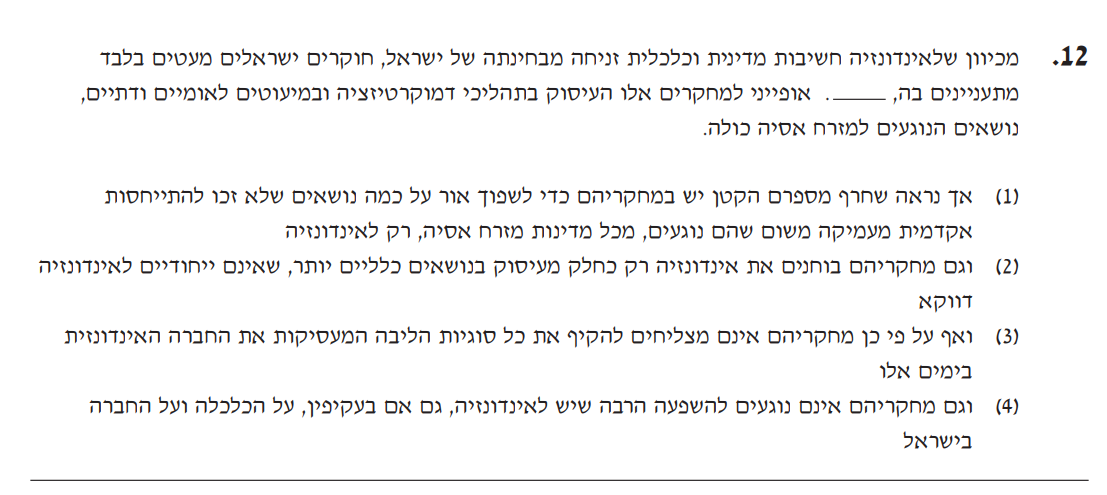 12. מכיוון שלאינדונזיה חשיבות מדינית וכלכלית זניחה מבחינתה של ישראל, חוקרים ישראלים מעטים בלבד
מתעניינים בה, _____. אופייני למחקרים אלו העיסוק בתהליכי דמוקרטיזציה ובמיעוטים לאומיים ודתיים,
נושאים הנוגעים למזרח אסיה כולה.
(1) אך נראה שחרף מספרם הקטן יש במחקריהם כדי לשפוך אור על כמה נושאים שלא זכו להתייחסות
אקדמית מעמיקה משום שהם נוגעים, מכל מדינות מזרח אסיה, רק לאינדונזיה
(2) וגם מחקריהם בוחנים את אינדונזיה רק כחלק מעיסוק בנושאים כלליים יותר, שאינם ייחודיים לאינדונזיה
דווקא
(3) ואף על פי כן מחקריהם אינם מצליחים להקיף את כל סוגיות הליבה המעסיקות את החברה האינדונזית
בימים אלו
(4) וגם מחקריהם אינם נוגעים להשפעה הרבה שיש לאינדונזיה, גם אם בעקיפין, על הכלכלה ועל החברה
בישראל